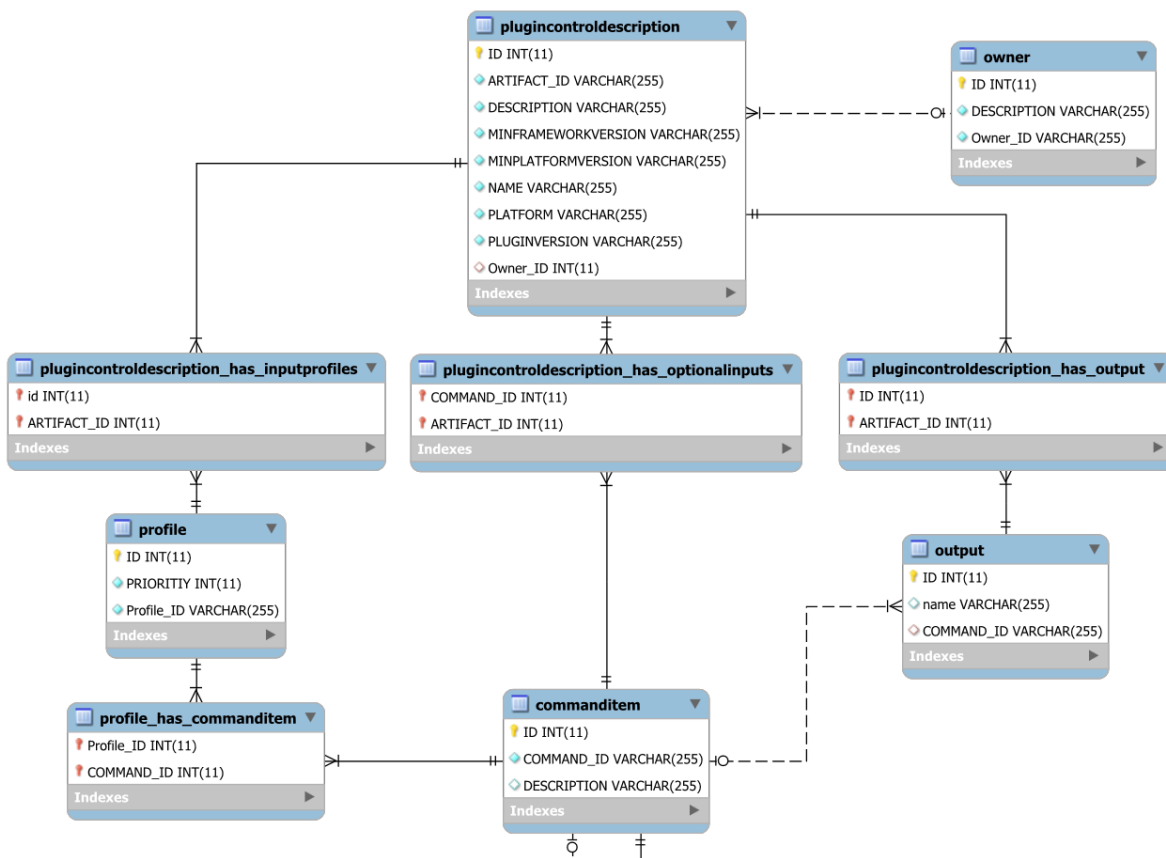 plugincontroldescription
ID INT(11)
ARTIFACT_ID VARCHAR(255)
DESCRIPTION VARCHAR(255)
MINFRAMEWORKVERSION VARCHAR(255)
MINPLATFORMVERSION VARCHAR(255)
NAME VARCHAR(255)
PLATFORM VARCHAR(255)
PLUGINVERSION VARCHAR(255)
Owner_ID INT(11)
Indexes
owner
ID INT(11)
DESCRIPTION VARCHAR(255)
Owner_ID VARCHAR(255)
Indexes
plugincontroldescription_has_inputprofiles
id INT(11)
ARTIFACT_ID INT(11)
Indexes
plugincontroldescription_has_optionalinputs
COMMAND_ID INT(11)
ARTIFACT_ID INT(11)
Indexes
plugincontroldescription_has_output
ID INT(11)
ARTIFACT_ID INT(11)
Indexes
profile
ID INT(11)
PRIORITIY INT(11)
Profile_ID VARCHAR(255)
Indexes
output
ID INT(11)
name VARCHAR(255)
COMMAND_ID VARCHAR(255)
Indexes
profile_has_commanditem
Profile_ID INT(11)
COMMAND_ID INT(11)
Indexes
commanditem
ID INT(11)
COMMAND_ID VARCHAR(255)
DESCRIPTION VARCHAR(255)
Indexes